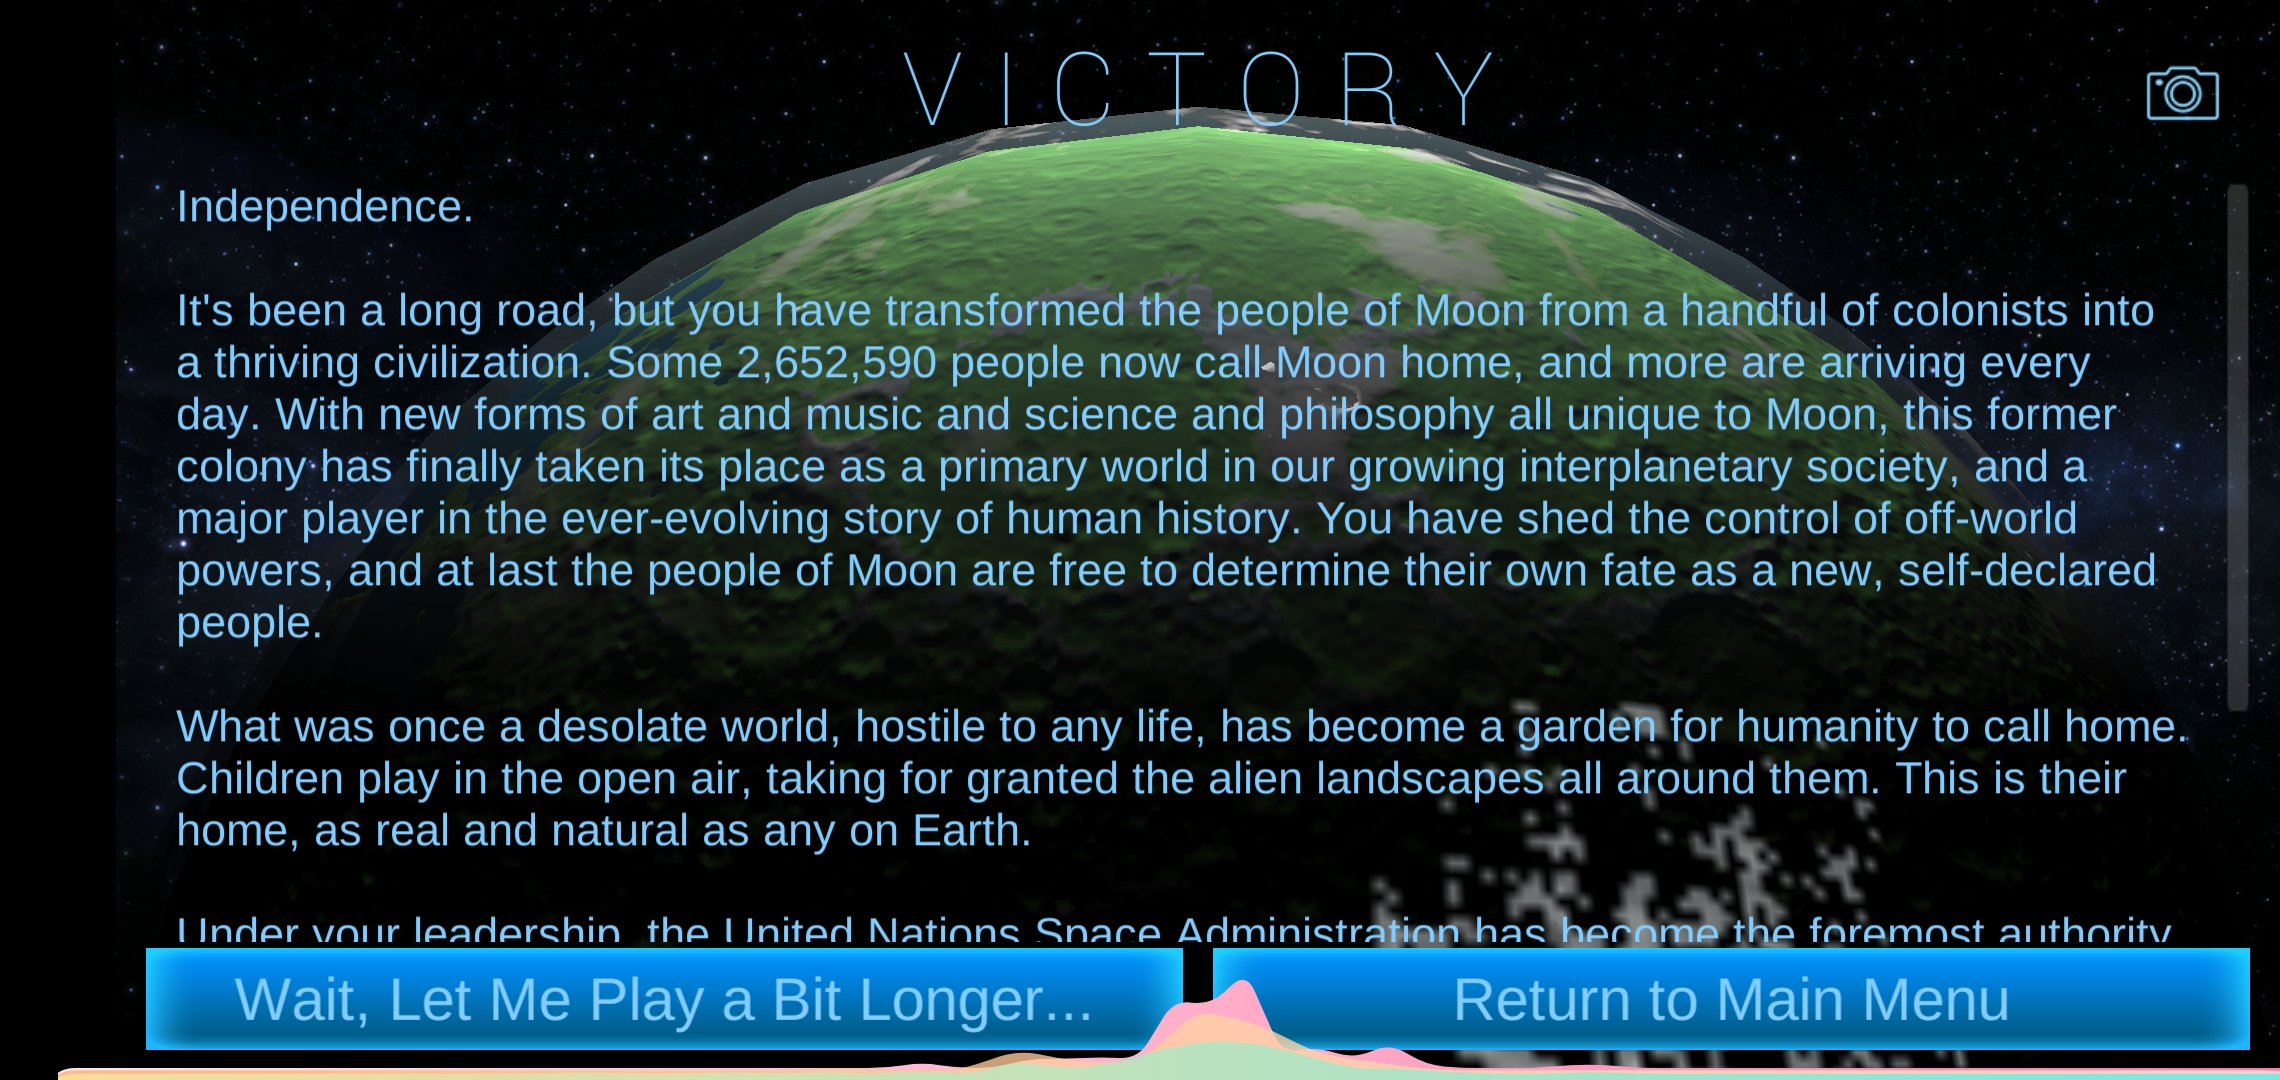 VICTORY
Independence.
It's been a long road, but you have transformed the people of Moon from a handful of colonists into
a thriving civilization. Some 2,652,590 people now call Moon home, and more are arriving every
day. With new forms of art and music and science and philosophy all unique to Moon, this former
colony has finally taken its place as a primary world in our growing interplanetary society, and a
major player in the ever-evolving story of human history. You have shed the control of off-world
powers, and at last the people of Moon are free to determine their own fate as a new, self-declared
people.
What was once a desolate world, hostile to any life, has become a garden for humanity to call home.
Children play in the open air, taking for granted the alien landscapes all around them. This is their
home, as real and natural as any on Earth.
Under your leadership, the United Nations Space Administration has become the foremost authority
Wait, Let Me Play a Bit Longer...
Return to Main Menu